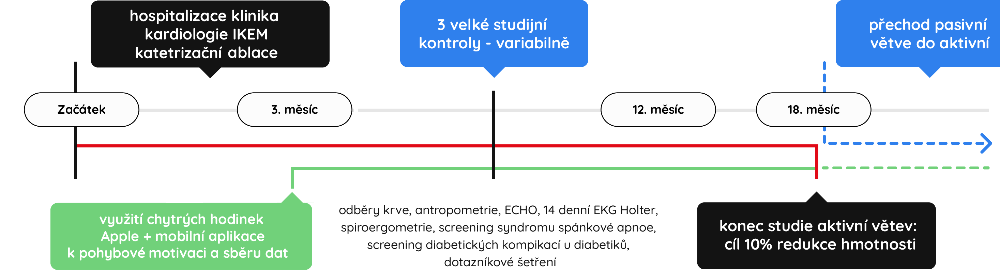 hospitalizace klinika
kardiologie IKEM
katetrizační ablace
3 velké studijní
kontroly - variabilně
přechod pasivní
větve do aktivní
Začátek
3. měsíc
12. měsíc
18. měsíc
využití chytrých hodinek
Apple + mobilní aplikace
k pohybové motivaci a sběru dat
odběry krve, antropometrie, ECHO, 14 denní EKG Holter,
spiroergometrie, screening syndromu spánkové apnoe,
screening diabetických kompikací u diabetiků,
dotazníkové šetření
konec studie aktivní větev:
cíl 10% redukce hmotnosti